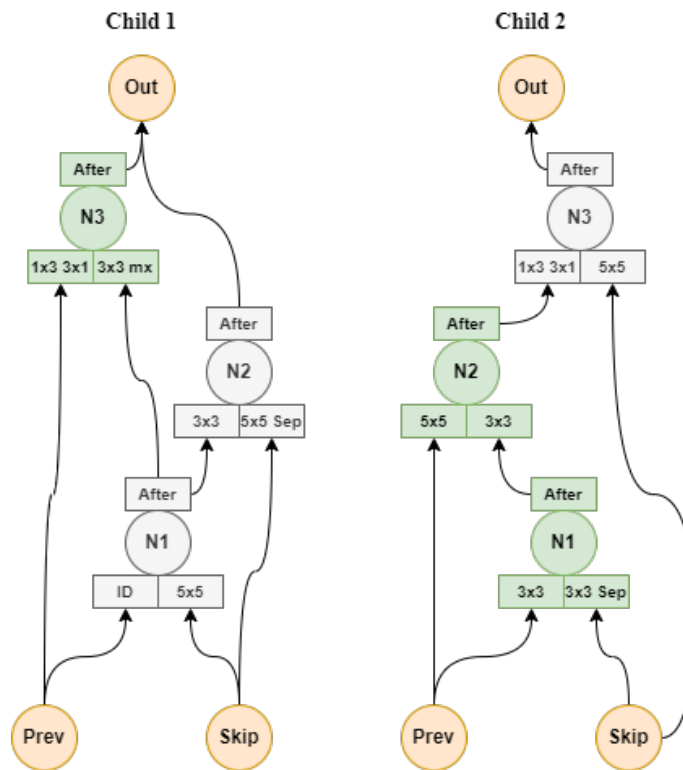 Child 1
Out
After
N3
1x3 3x1 3x3 mx
After
N2
3x3 5x5 Sep
After
N1
ID 5x5
Prev Skip
Child 2
Out
After
N3
1x3 3x1 5x5
After
N2
5x5 3x3
After
N1
3x3 3x3 Sep
Prev Skip